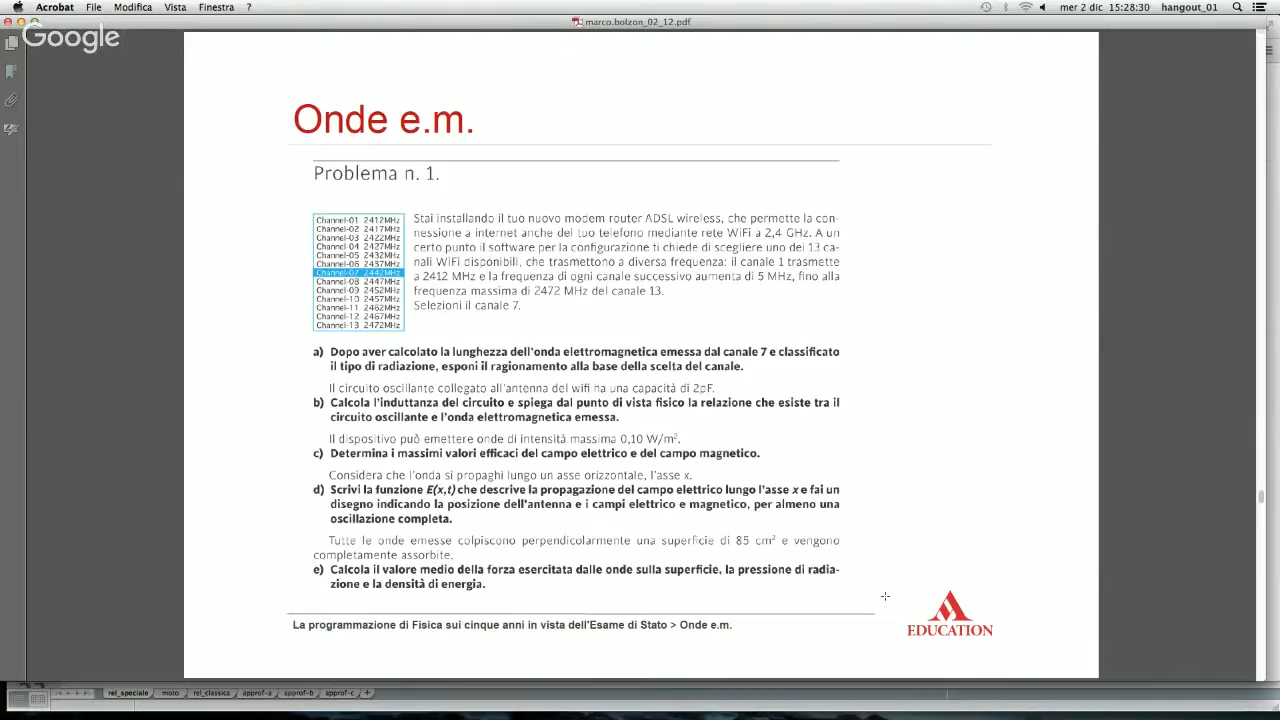 Acrobat File Modifica Vista Finestra ? mer 2 dic 15:28:30 hangout_01
marco.bolzon_02_12.pdf
Google
Onde e.m.
Problema n. 1.
Channel-01 2412MHz
Channel-02 2417MHz
Channel-03 2422MHz
Channel-04 2427MHz
Channel-05 2432MHz
Channel-06 2437MHz
Channel-07 2442MHz
Channel-08 2447MHz
Channel-09 2452MHz
Channel-10 2457MHz
Channel-11 2462MHz
Channel-12 2467MHz
Channel-13 2472MHz
Stai installando il tuo nuovo modem router ADSL wireless, che permette la con-
nessione a internet anche del tuo telefono mediante rete WiFi a 2,4 GHz. A un
certo punto il software per la configurazione ti chiede di scegliere uno dei 13 ca-
nali WiFi disponibili, che trasmettono a diversa frequenza: il canale 1 trasmette
a 2412 MHz e la frequenza di ogni canale successivo aumenta di 5 MHz, fino alla
frequenza massima di 2472 MHz del canale 13.
Selezioni il canale 7.
a) Dopo aver calcolato la lunghezza dell'onda elettromagnetica emessa dal canale 7 e classificato
il tipo di radiazione, esponi il ragionamento alla base della scelta del canale.
Il circuito oscillante collegato all'antenna del wifi ha una capacità di 2pF.
b) Calcola l'induttanza del circuito e spiega dal punto di vista fisico la relazione che esiste tra il
circuito oscillante e l'onda elettromagnetica emessa.
Il dispositivo può emettere onde di intensità massima 0,10 W/m².
c) Determina i massimi valori efficaci del campo elettrico e del campo magnetico.
Considera che l'onda si propaghi lungo un asse orizzontale, l'asse x.
d) Scrivi la funzione E(x,t) che descrive la propagazione del campo elettrico lungo l'asse x e fai un
disegno indicando la posizione dell'antenna e i campi elettrico e magnetico, per almeno una
oscillazione completa.
Tutte le onde emesse colpiscono perpendicolarmente una superficie di 85 cm² e vengono
completamente assorbite.
e) Calcola il valore medio della forza esercitata dalle onde sulla superficie, la pressione di radia-
zione e la densità di energia.
La programmazione di Fisica sui cinque anni in vista dell'Esame di Stato > Onde e.m.
EDUCATION
rel_speciale moto rel_classica approf-a approf-b approf-c +